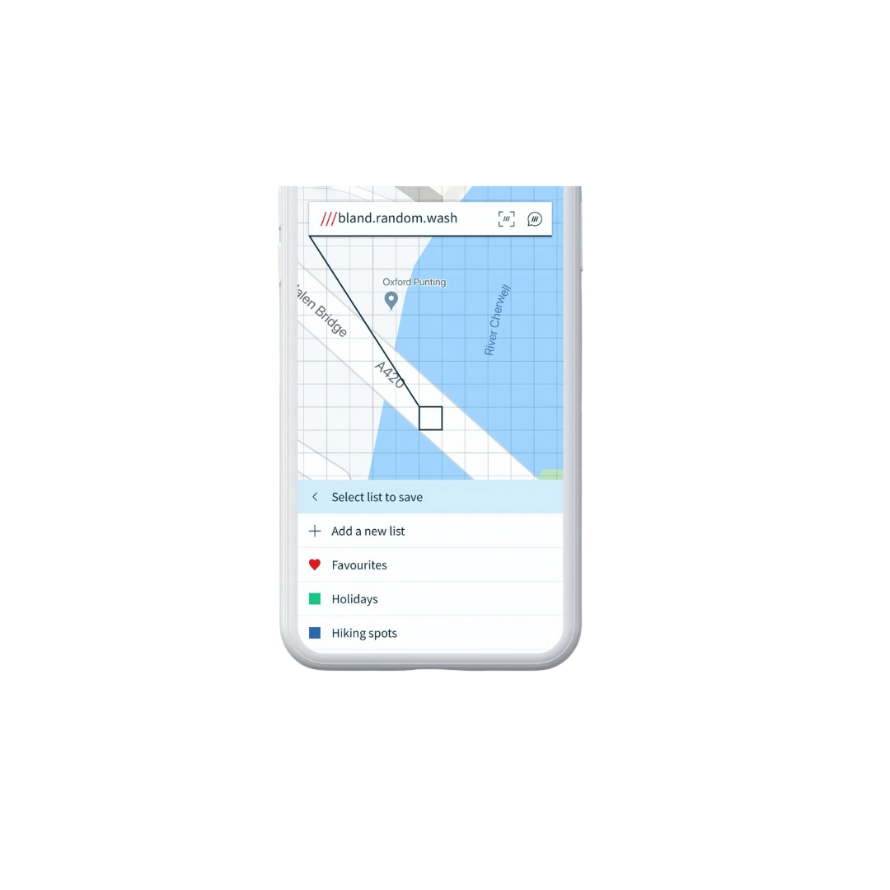 ///bland.random.wash
Oxford Punting
alen Bridge
River Cherwell
A420
Select list to save
Add a new list
Favourites
Holidays
Hiking spots